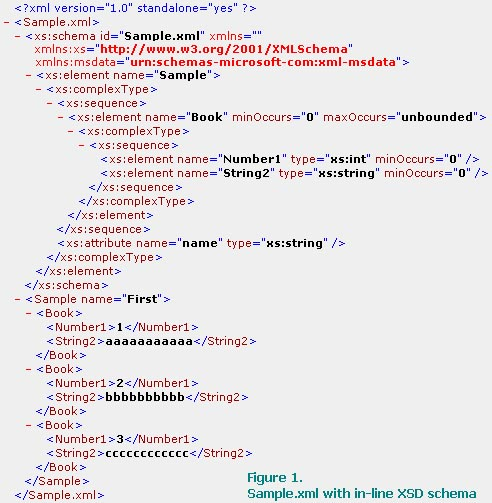 <?xml version="1.0" standalone="yes" ?>
- <Sample.xml>
- <xs:schema id="Sample.xml" xmlns=""
xmlns:xs="http://www.w3.org/2001/XMLSchema"
xmlns:msdata="urn:schemas-microsoft-com:xml-msdata">
- <xs:element name="Sample">
- <xs:complexType>
- <xs:sequence>
- <xs:element name="Book" minOccurs="0" maxOccurs="unbounded">
- <xs:complexType>
- <xs:sequence>
<xs:element name="Number1" type="xs:int" minOccurs="0" />
<xs:element name="String2" type="xs:string" minOccurs="0" />
</xs:sequence>
</xs:complexType>
</xs:element>
</xs:sequence>
<xs:attribute name="name" type="xs:string" />
</xs:complexType>
</xs:element>
</xs:schema>
- <Sample name="First">
- <Book>
<Number1>1</Number1>
<String2>aaaaaaaaaaa</String2>
</Book>
- <Book>
<Number1>2</Number1>
<String2>bbbbbbbbbb</String2>
</Book>
- <Book>
<Number1>3</Number1>
<String2>cccccccccccc</String2>
</Book>
</Sample>
</Sample.xml>
Figure 1.
Sample.xml with in-line XSD schema